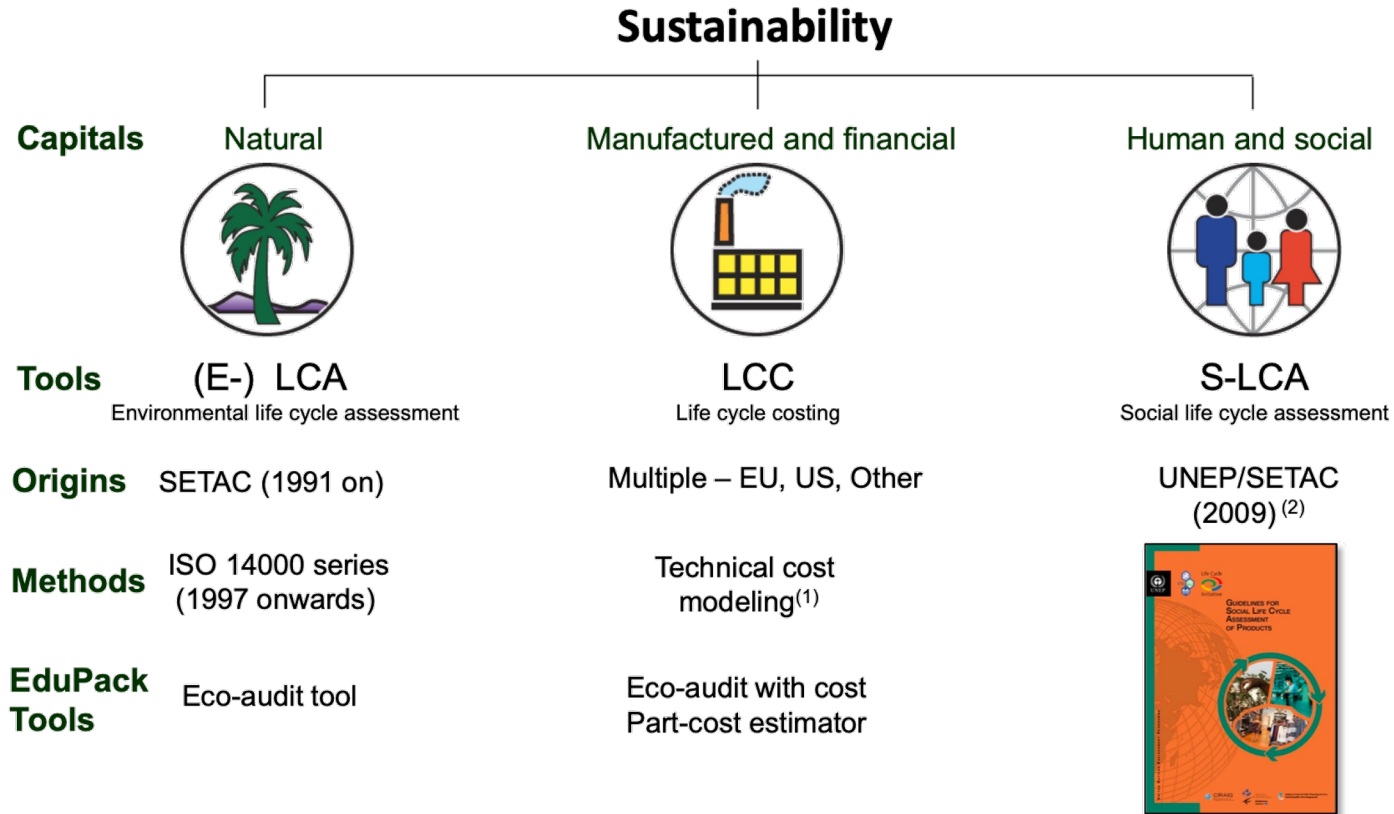 Sustainability
Capitals
Natural
Manufactured and financial
Human and social
Tools
(E-) LCA
Environmental life cycle assessment
LCC
Life cycle costing
S-LCA
Social life cycle assessment
Origins
SETAC (1991 on)
Multiple – EU, US, Other
UNEP/SETAC
(2009) (2)
Methods
ISO 14000 series
(1997 onwards)
Technical cost
modeling(1)
EduPack
Tools
Eco-audit tool
Eco-audit with cost
Part-cost estimator
UNEP
Life Cycle
Initiative
GUIDELINES FOR
SOCIAL LIFE CYCLE
ASSESSMENT
OF PRODUCTS
CIRAIG